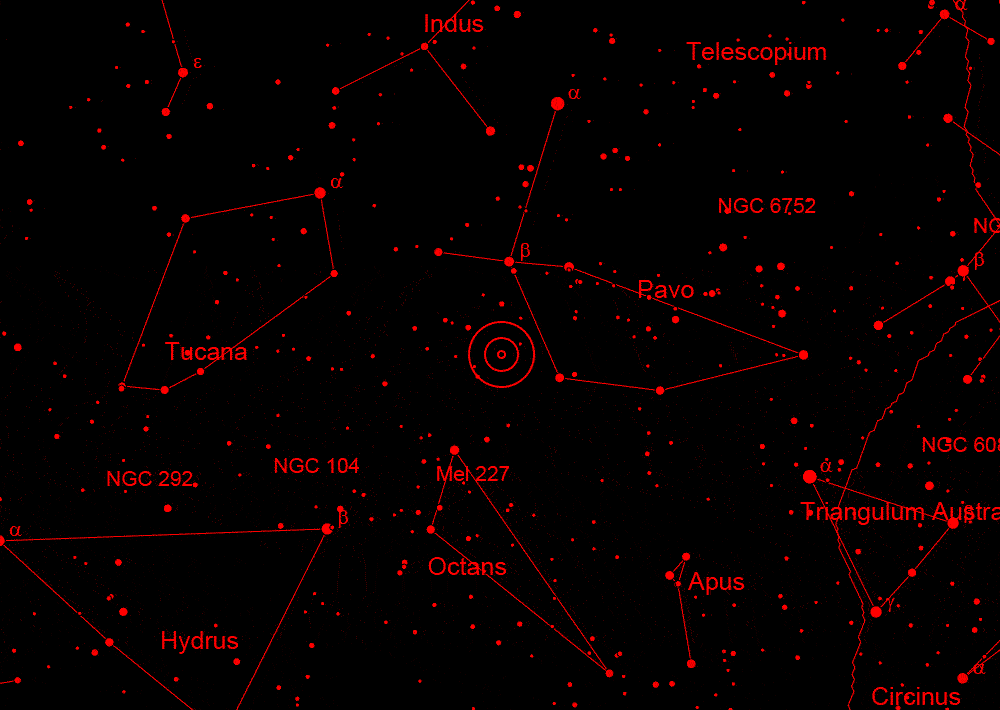 Indus
α
ε
Telescopium
α
α
NGC 6752
NG
β
β
Pavo
Tucana
NGC 608
NGC 104
Mel 227
NGC 292
α
Triangulum Austra
β
β
α
Octans
Apus
γ
Hydrus
α
Circinus